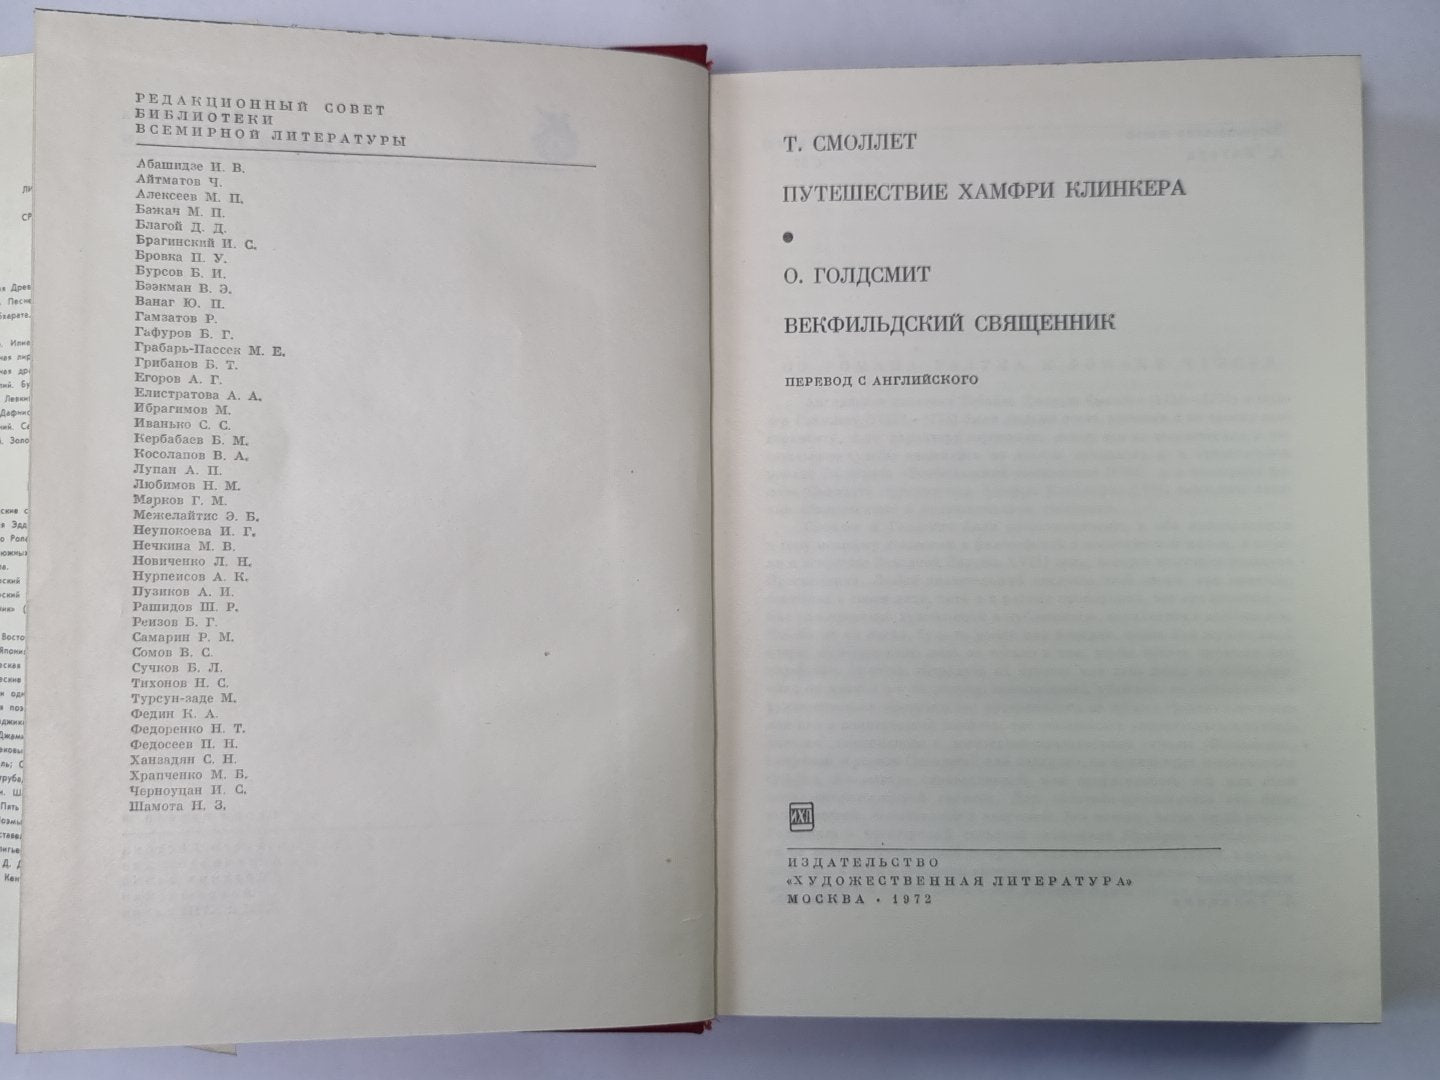 РЕДАКЦИОННЫЙ СОВЕТ
БИБЛИОТЕКИ
ВСЕМИРНОЙ ЛИТЕРАТУРЫ
Абашидзе И. В.
Айтматов Ч.
Алексеев М. П.
Бажан М. П.
Благой Д. Д.
Брагинский И. С.
Бровка П. У.
Бурсов Б. И.
Бээкман В. Э.
Ванаг Ю. П.
Гамзатов Р.
Гафуров Б. Г.
Грабарь-Пассек М. Е.
Грибанов Б. Т.
Егоров А. Г.
Елистратова А. А.
Ибрагимов М.
Иванько С. С.
Кербабаев Б. М.
Косолапов В. А.
Лупан А. П.
Любимов Н. М.
Марков Г. М.
Межелайтис Э. Б.
Неупокоева И. Г.
Нечкина М. В.
Новиченко Л. Н.
Нурпеисов А. К.
Пузиков А. И.
Рашидов Ш. Р.
Реизов Б. Г.
Самарин Р. М.
Сомов В. С.
Сучков Б. Л.
Тихонов Н. С.
Турсун-заде М.
Федин К. А.
Федоренко Н. Т.
Федосеев П. Н.
Ханзадян С. Н.
Храпченко М. Б.
Черноуцан И. С.
Шамота Н. З.
Т. СМОЛЛЕТ
ПУТЕШЕСТВИЕ ХАМФРИ КЛИНКЕРА
•
О. ГОЛДСМИТ
ВЕКФИЛЬДСКИЙ СВЯЩЕННИК
ПЕРЕВОД С АНГЛИЙСКОГО
ИХЛ
ИЗДАТЕЛЬСТВО
«ХУДОЖЕСТВЕННАЯ ЛИТЕРАТУРА»
МОСКВА • 1972